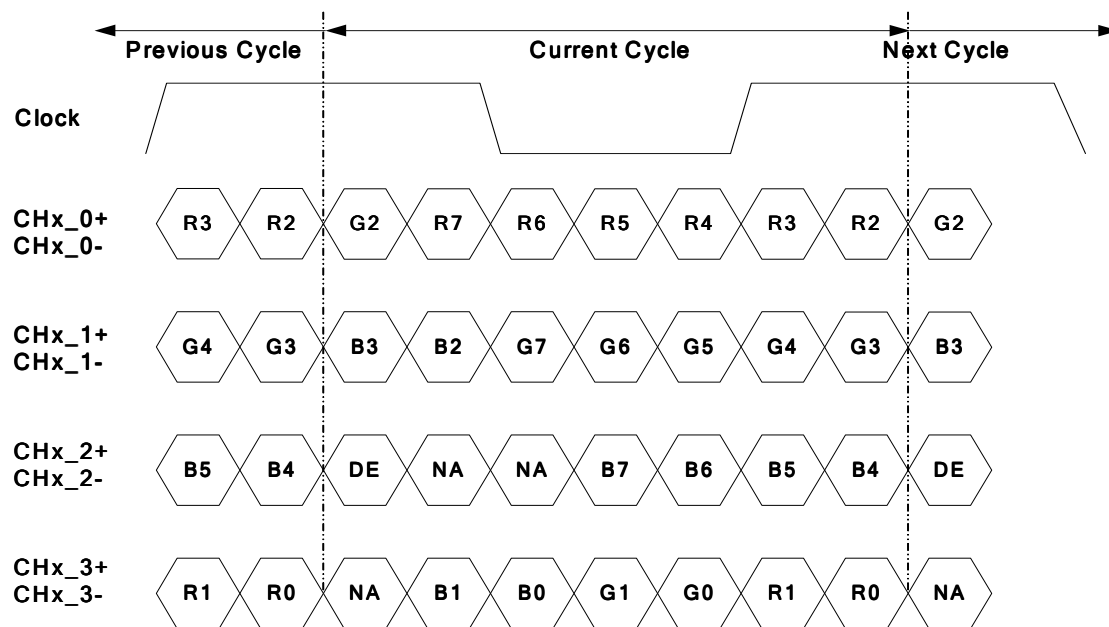 Previous Cycle Current Cycle Next Cycle
Clock
CHx_0+
CHx_0-
R3 R2 G2 R7 R6 R5 R4 R3 R2 G2
CHx_1+
CHx_1-
G4 G3 B3 B2 G7 G6 G5 G4 G3 B3
CHx_2+
CHx_2-
B5 B4 DE NA NA B7 B6 B5 B4 DE
CHx_3+
CHx_3-
R1 R0 NA B1 B0 G1 G0 R1 R0 NA